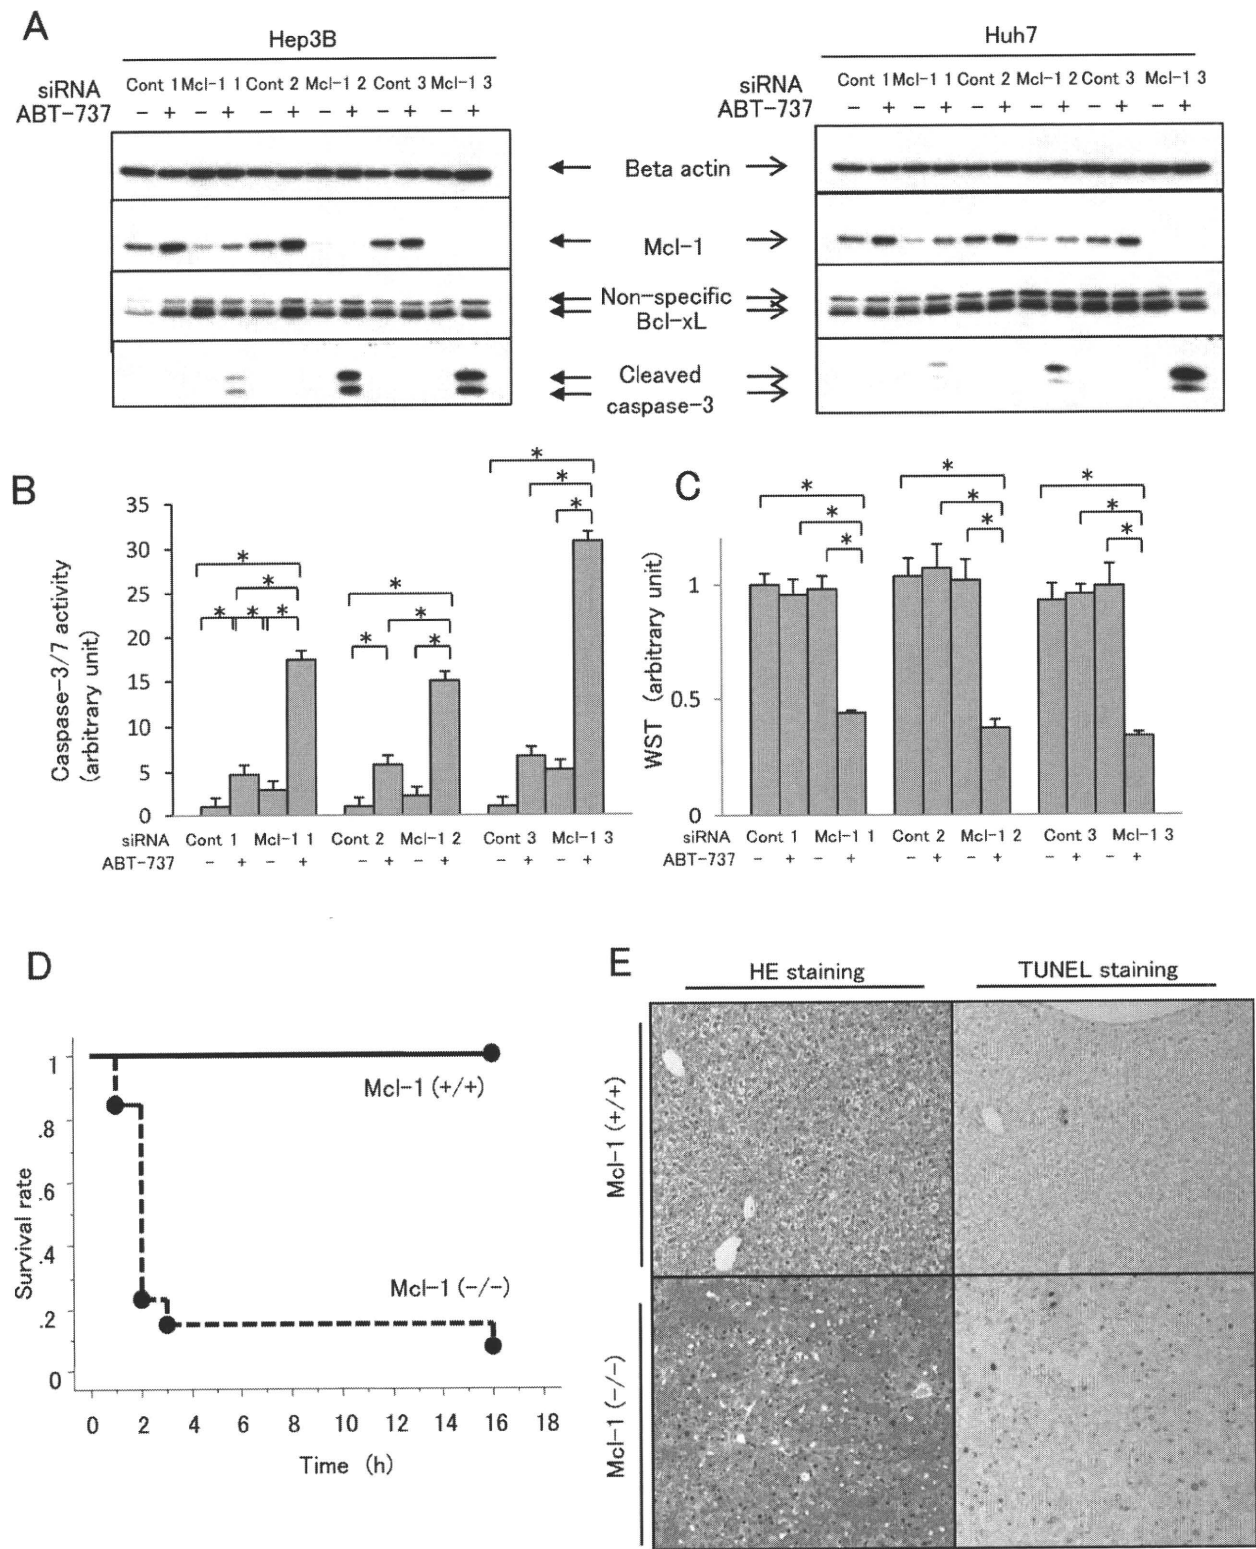 A
Hep3B
Huh7
siRNA Cont 1 Mcl-1 1 Cont 2 Mcl-1 2 Cont 3 Mcl-1 3
ABT-737 − + − + − + − + − + − +
siRNA Cont 1 Mcl-1 1 Cont 2 Mcl-1 2 Cont 3 Mcl-1 3
ABT-737 − + − + − + − + − + − +
Beta actin
Mcl-1
Non-specific
Bcl-xL
Cleaved
caspase-3
B
Caspase-3/7 activity
(arbitrary unit)
35
30
25
20
15
10
5
0
* * * * *
* * * *
* * *
siRNA Cont 1 Mcl-1 1 Cont 2 Mcl-1 2 Cont 3 Mcl-1 3
ABT-737 − + − + − + − + − + − +
C
WST (arbitrary unit)
1
0.5
0
* * *
* * *
* * *
siRNA Cont 1 Mcl-1 1 Cont 2 Mcl-1 2 Cont 3 Mcl-1 3
ABT-737 − + − + − + − + − + − +
D
Survival rate
1
.8
.6
.4
.2
0
Mcl-1 (+/+)
Mcl-1 (-/-)
0 2 4 6 8 10 12 14 16 18
Time (h)
E
HE staining
TUNEL staining
Mcl-1 (+/+)
Mcl-1 (-/-)